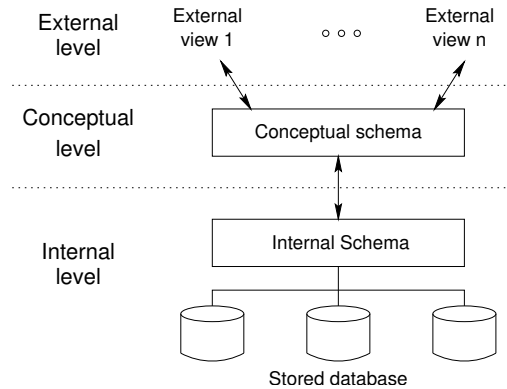 External
level
External
view 1
External
view n
Conceptual
level
Conceptual schema
Internal
level
Internal Schema
Stored database